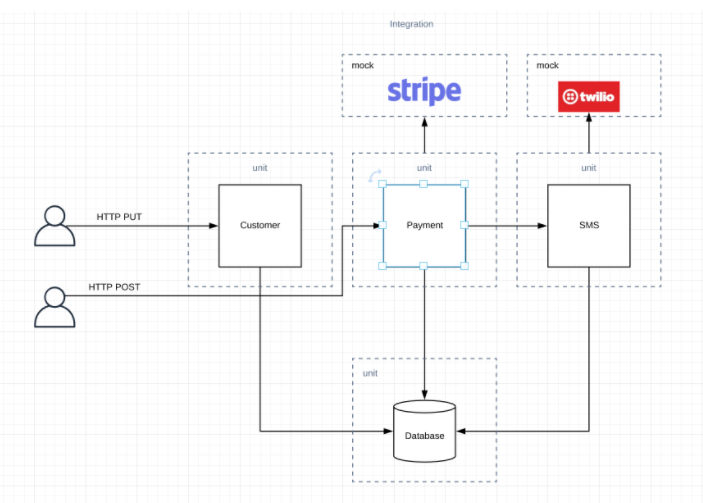 Integration
mock
stripe
mock
twilio
unit
unit
unit
HTTP PUT
Customer
Payment
SMS
HTTP POST
unit
Database